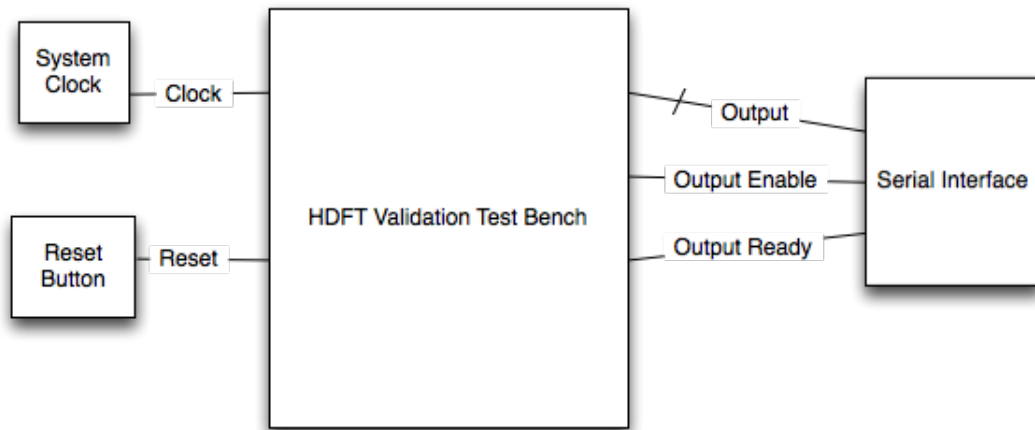 System
Clock
Clock
Reset
Button
Reset
HDFT Validation Test Bench
Output
Output Enable
Output Ready
Serial Interface